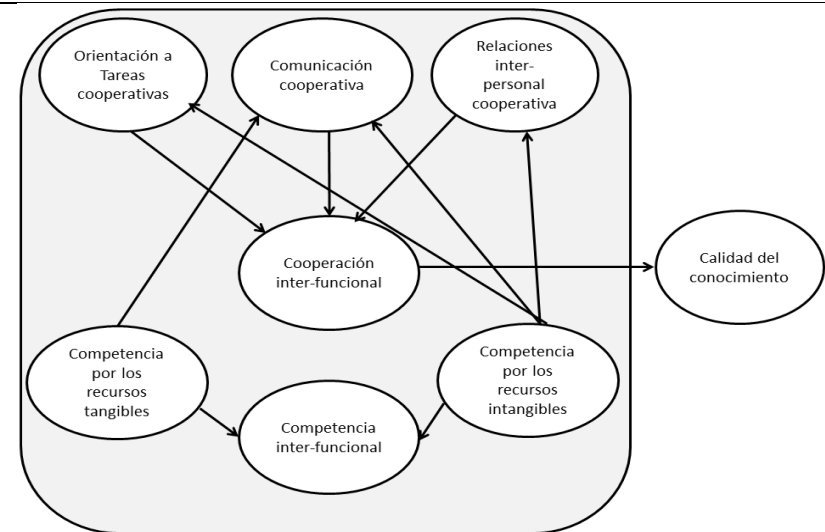 Orientación a
Tareas
cooperativas
Comunicación
cooperativa
Relaciones
inter-
personal
cooperativa
Cooperación
inter-funcional
Calidad del
conocimiento
Competencia
por los
recursos
tangibles
Competencia
por los
recursos
intangibles
Competencia
inter-funcional